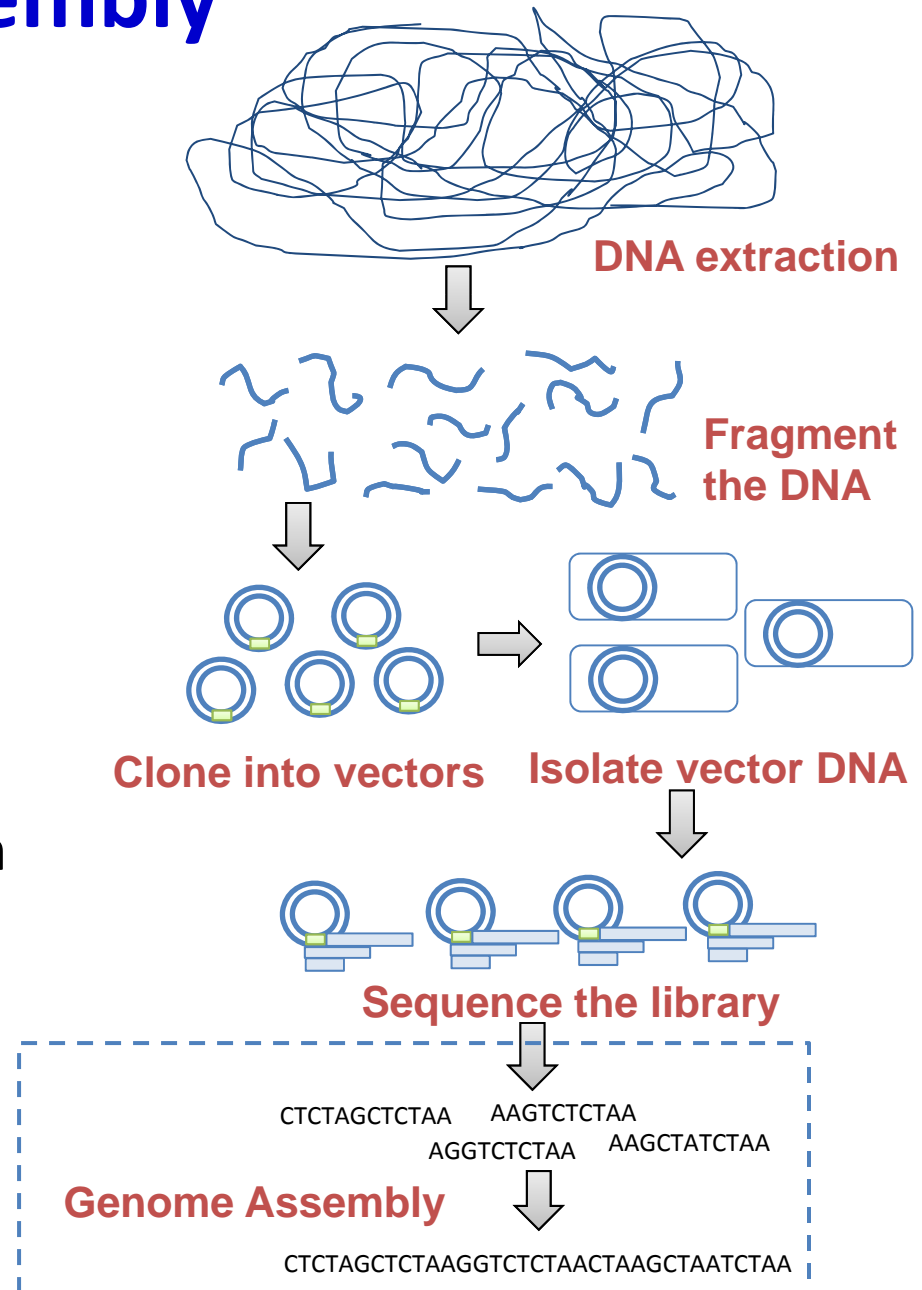 embly
DNA extraction
Fragment
the DNA
Clone into vectors
Isolate vector DNA
Sequence the library
CTCTAGCTCTAA
AAGTCTCTAA
AGGTCTCTAA
AAGCTATCTAA
Genome Assembly
CTCTAGCTCTAAGGTCTCTAACTAAGCTAATCTAA